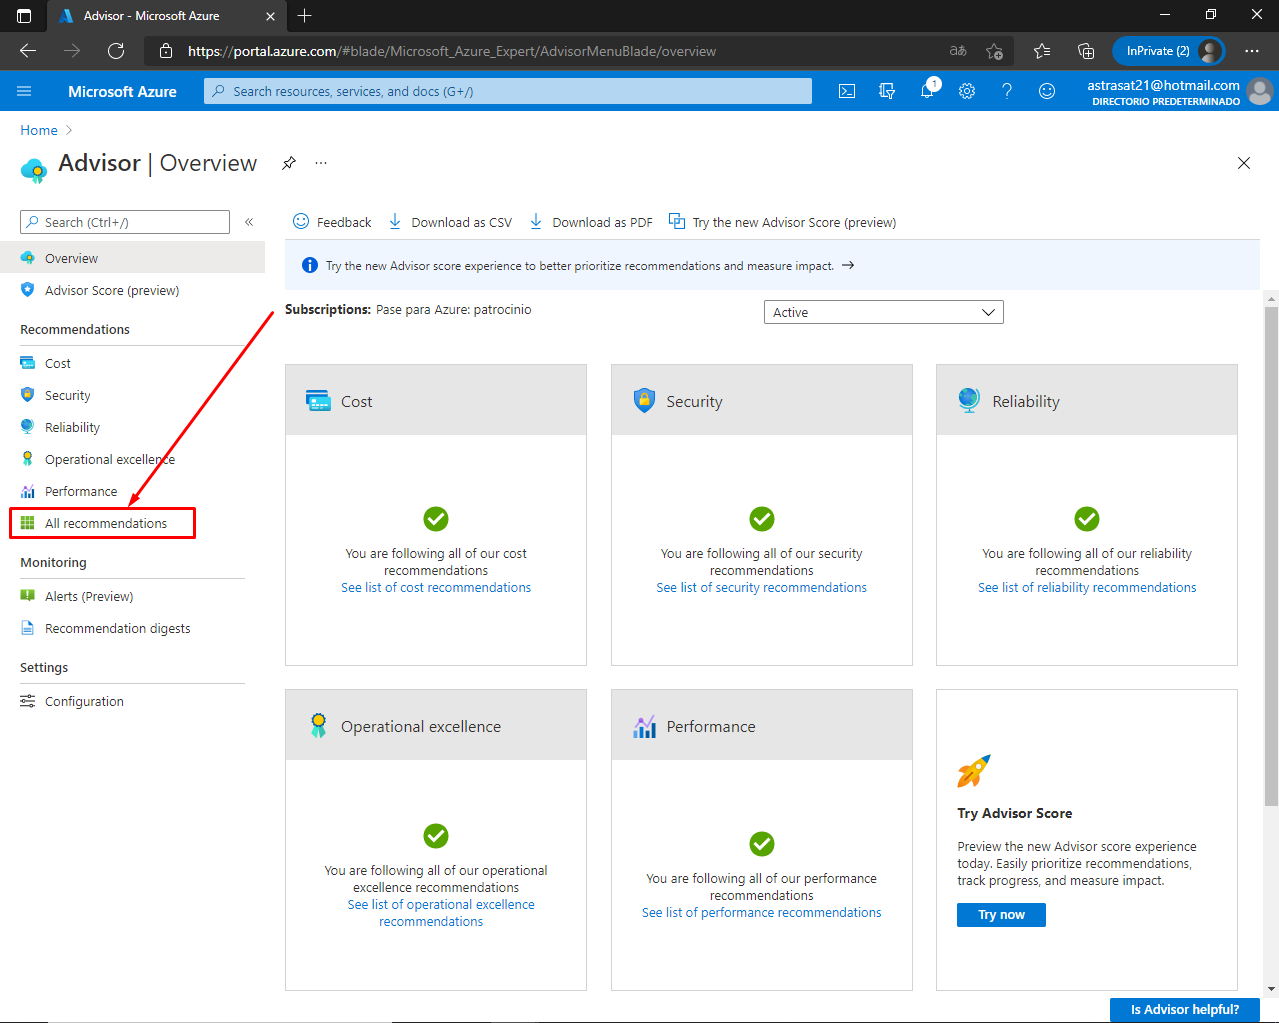 Advisor - Microsoft Azure
https://portal.azure.com/#blade/Microsoft_Azure_Expert/AdvisorMenuBlade/overview
InPrivate (2)
Microsoft Azure
Search resources, services, and docs (G+/)
1
astrasat21@hotmail.com
DIRECTORIO PREDETERMINADO
Home
Advisor | Overview
Search (Ctrl+/)
Feedback
Download as CSV
Download as PDF
Try the new Advisor Score (preview)
Overview
Advisor Score (preview)
Recommendations
Cost
Security
Reliability
Operational excellence
Performance
All recommendations
Monitoring
Alerts (Preview)
Recommendation digests
Settings
Configuration
Try the new Advisor score experience to better prioritize recommendations and measure impact. →
Subscriptions: Pase para Azure: patrocinio
Active
Cost
You are following all of our cost
recommendations
See list of cost recommendations
Security
You are following all of our security
recommendations
See list of security recommendations
Reliability
You are following all of our reliability
recommendations
See list of reliability recommendations
Operational excellence
You are following all of our operational
excellence recommendations
See list of operational excellence
recommendations
Performance
You are following all of our performance
recommendations
See list of performance recommendations
Try Advisor Score
Preview the new Advisor score experience
today. Easily prioritize recommendations,
track progress, and measure impact.
Try now
Is Advisor helpful?